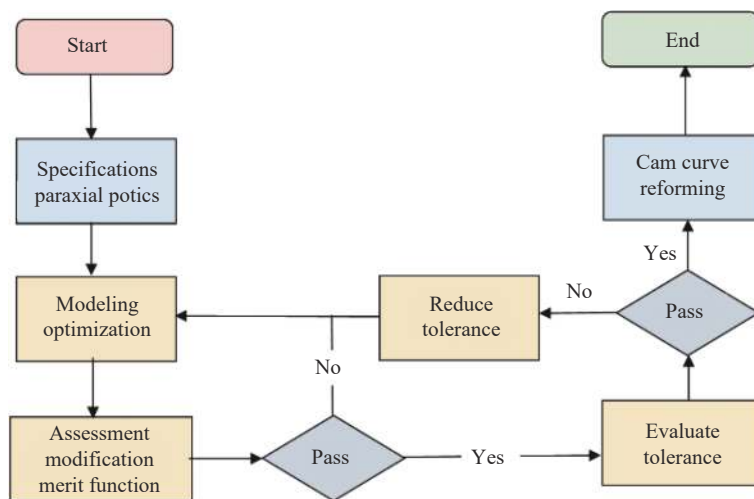 Start
End
Specifications
paraxial potics
Cam curve
reforming
Yes
Modeling
optimization
Reduce
tolerance
No
Pass
No
Assessment
modification
merit function
Pass
Yes
Evaluate
tolerance